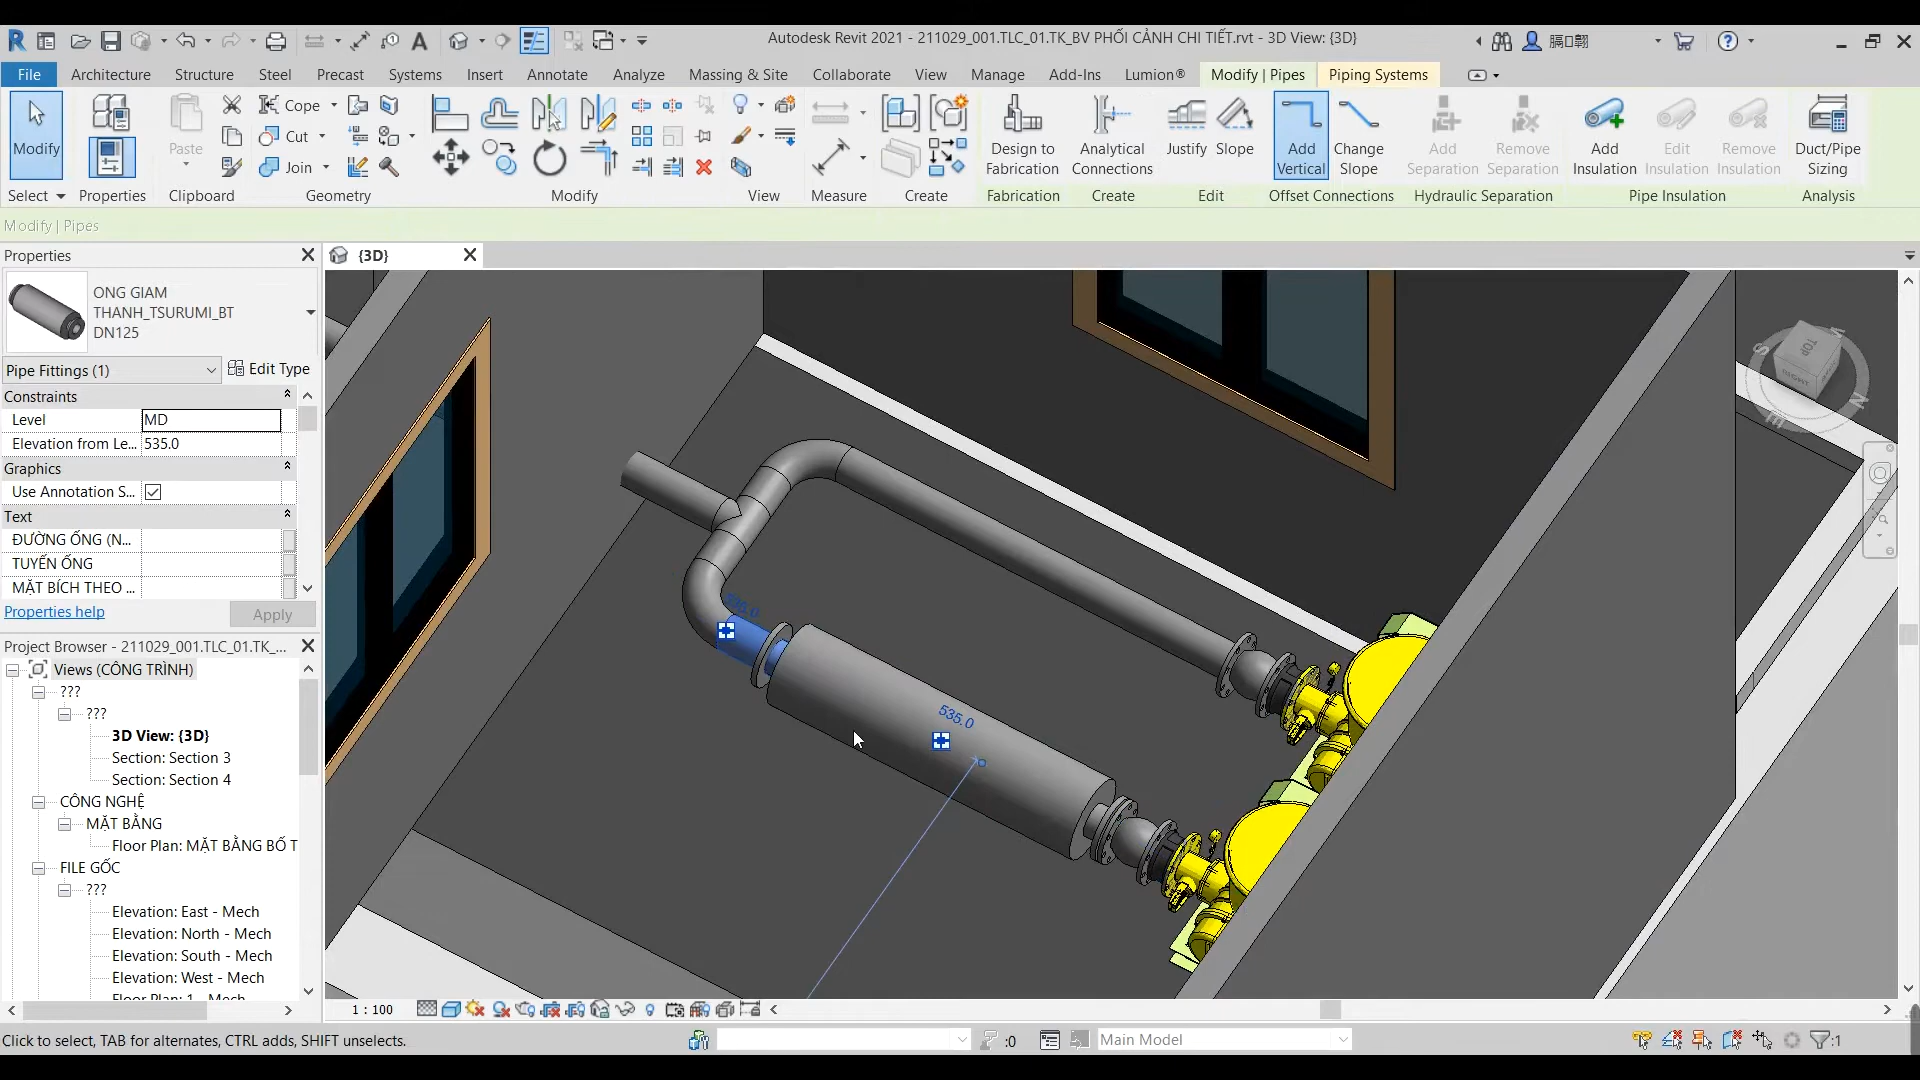 Autodesk Revit 2021 - 211029_001.TLC_01.TK_BV PHỐI CẢNH CHI TIẾT.rvt - 3D View: {3D}
File Architecture Structure Steel Precast Systems Insert Annotate Analyze Massing & Site Collaborate View Manage Add-Ins Lumion® Modify | Pipes Piping Systems
Modify
Paste
Cope
Cut
Join
Design to Fabrication
Analytical Connections
Justify
Slope
Add Vertical
Change Slope
Add Separation
Remove Separation
Add Insulation
Edit Insulation
Remove Insulation
Duct/Pipe Sizing
Select Properties Clipboard Geometry Modify View Measure Create Fabrication Create Edit Offset Connections Hydraulic Separation Pipe Insulation Analysis
Modify | Pipes
Properties
{3D}
ONG GIAM
THANH_TSURUMI_BT
DN125
Pipe Fittings (1)
Edit Type
Constraints
Level MD
Elevation from Le... 535.0
Graphics
Use Annotation S...
Text
ĐƯỜNG ỐNG (N...
TUYẾN ỐNG
MẶT BÍCH THEO ...
Properties help
Apply
Project Browser - 211029_001.TLC_01.TK_...
Views (CÔNG TRÌNH)
???
???
3D View: {3D}
Section: Section 3
Section: Section 4
CÔNG NGHỆ
MẶT BẰNG
Floor Plan: MẶT BẰNG BỐ T
FILE GỐC
???
Elevation: East - Mech
Elevation: North - Mech
Elevation: South - Mech
Elevation: West - Mech
Floor Plan: 1 - Mech
535.0
TOP
RIGHT
S
E
N
1 : 100
Click to select, TAB for alternates, CTRL adds, SHIFT unselects.
:0
Main Model
:1